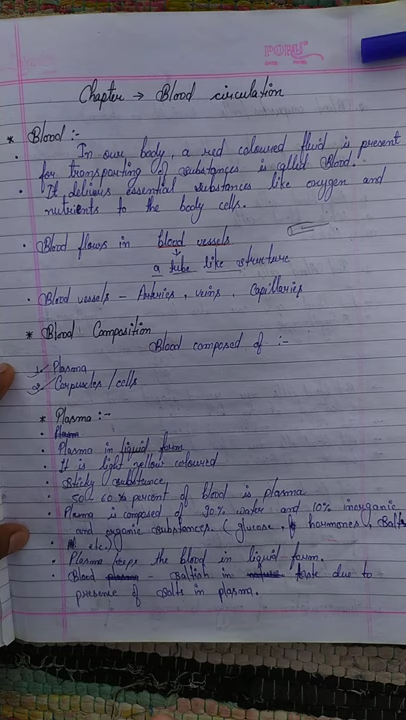 Chapter → Blood circulation
* Blood :-
• In our body, a red coloured fluid is present
for transporting of substances is called Blood.
• It delivers essential substances like oxygen and
nutrients to the body cells.
• Blood flows in blood vessels
↓
a tube like structure
• Blood vessels - Arteries, veins, Capillaries
* Blood Composition
Blood composed of :-
1. Plasma
2. Corpuscles / cells
* Plasma :-
• Plasma in liquid form
• It is light yellow coloured
• Sticky substance,
• 50 - 60% percent of blood is plasma
• Plasma is composed of 90% water and 10% inorganic
and organic substances. (glucose, hormones, Salts
etc.)
• Plasma keeps the blood in liquid form.
• Blood - Saltish in taste due to
presence of salts in plasma.